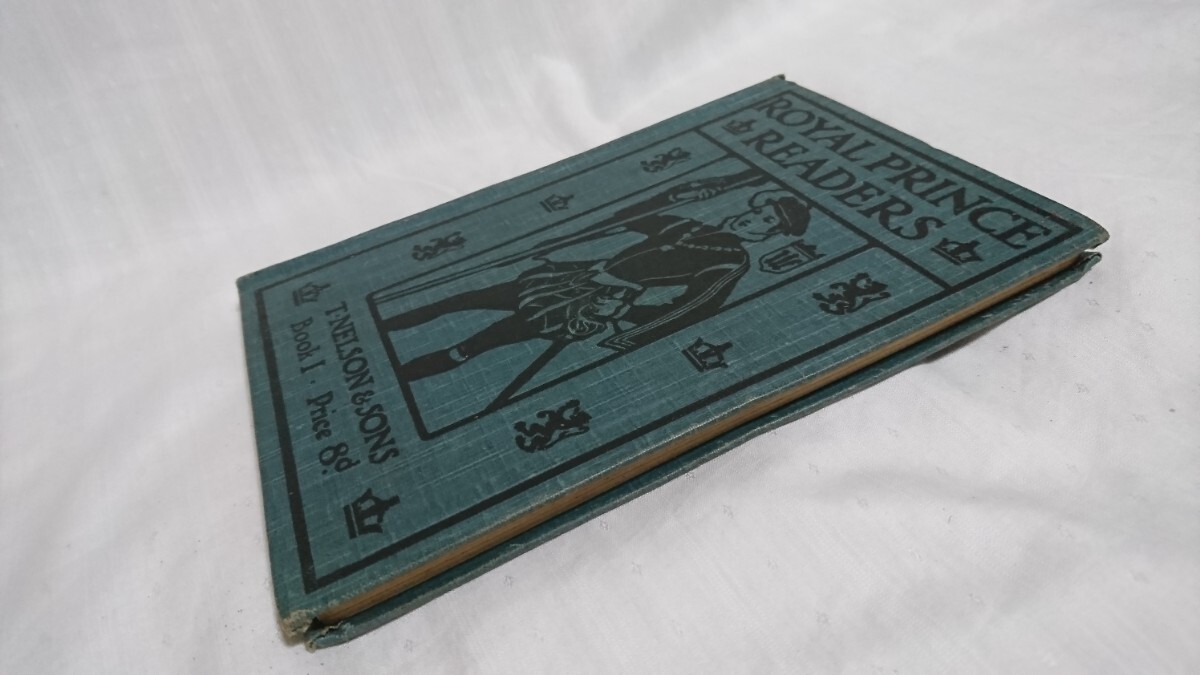 ROYAL PRINCE
READERS
T·NELSON & SONS
Book I · Price 8d.